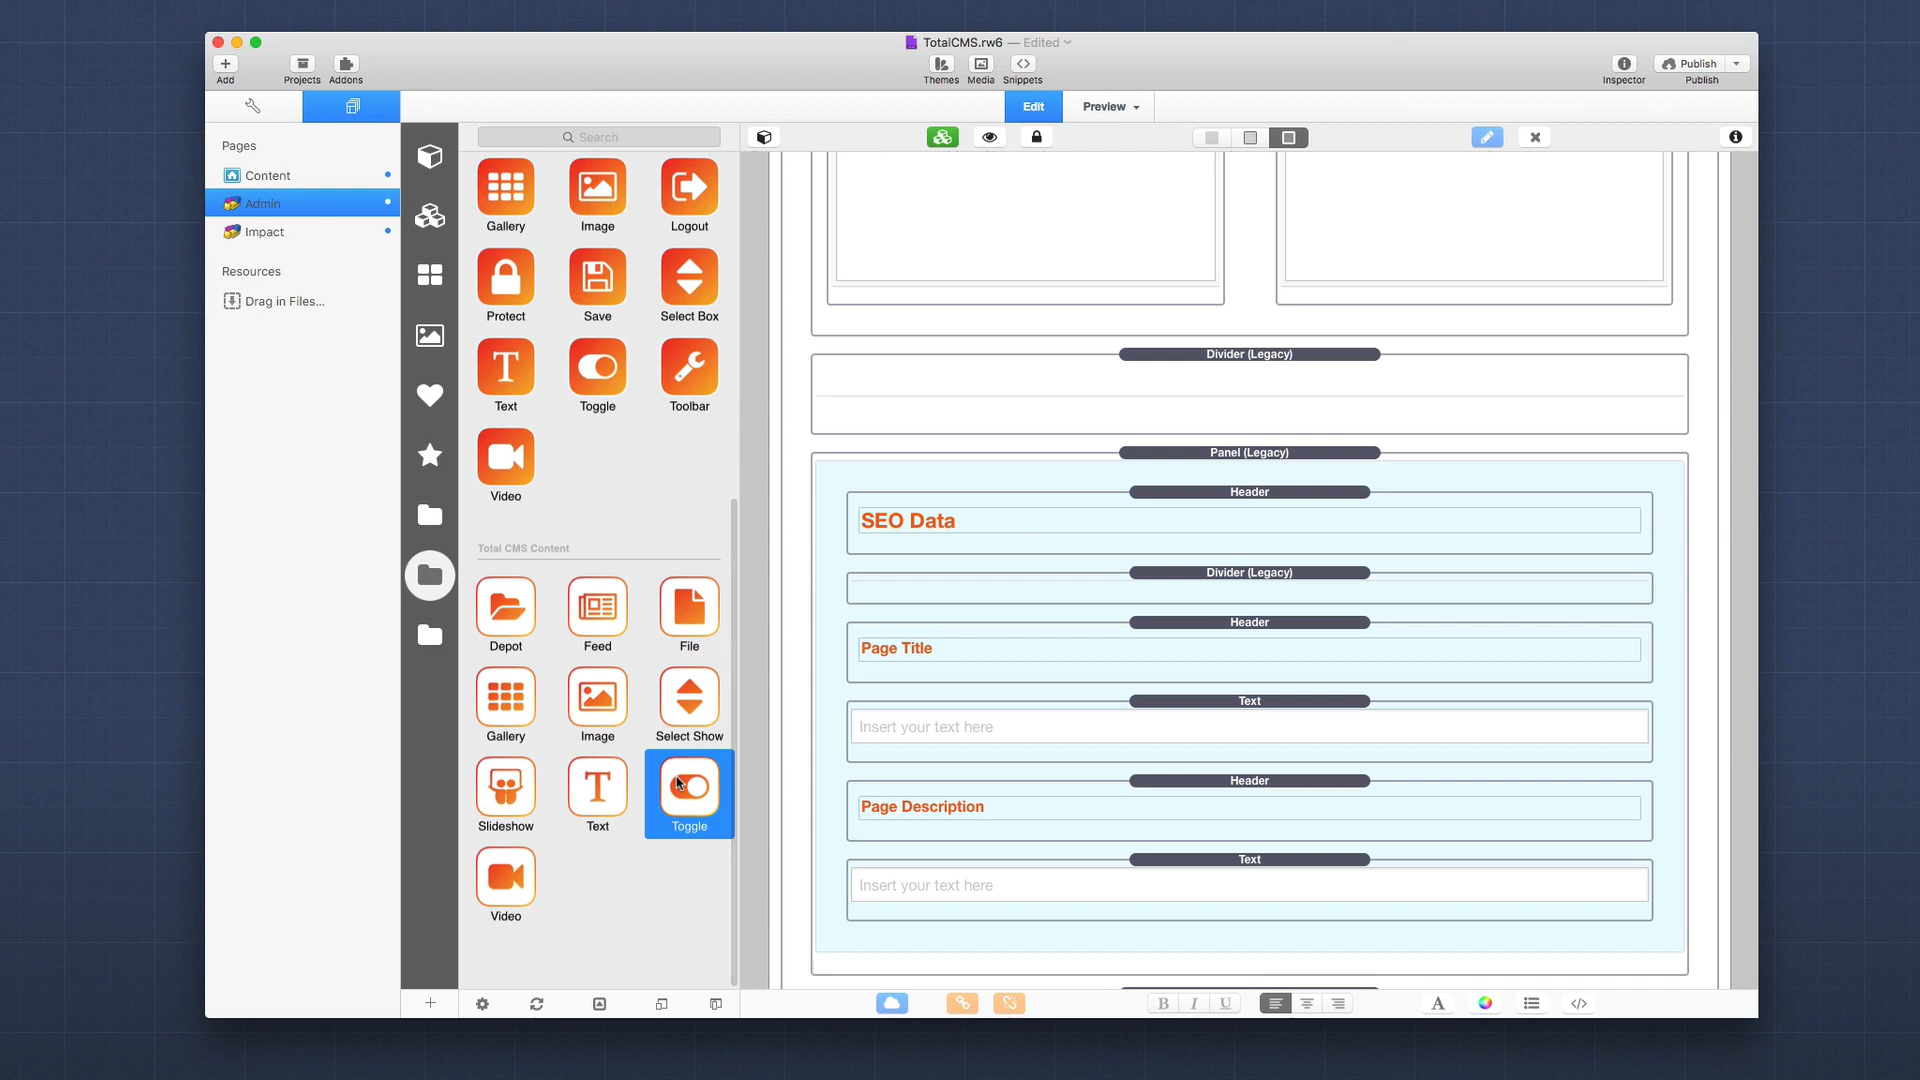 TotalCMS.rw6 — Edited
Add
Projects
Addons
Themes
Media
Snippets
Inspector
Publish
Publish
Edit
Preview
Pages
Content
Admin
Impact
Resources
Drag in Files...
Search
Gallery
Image
Logout
Protect
Save
Select Box
Text
Toggle
Toolbar
Video
Total CMS Content
Depot
Feed
File
Gallery
Image
Select Show
Slideshow
Text
Toggle
Video
Divider (Legacy)
Panel (Legacy)
Header
SEO Data
Divider (Legacy)
Header
Page Title
Text
Insert your text here
Header
Page Description
Text
Insert your text here
B I U
A